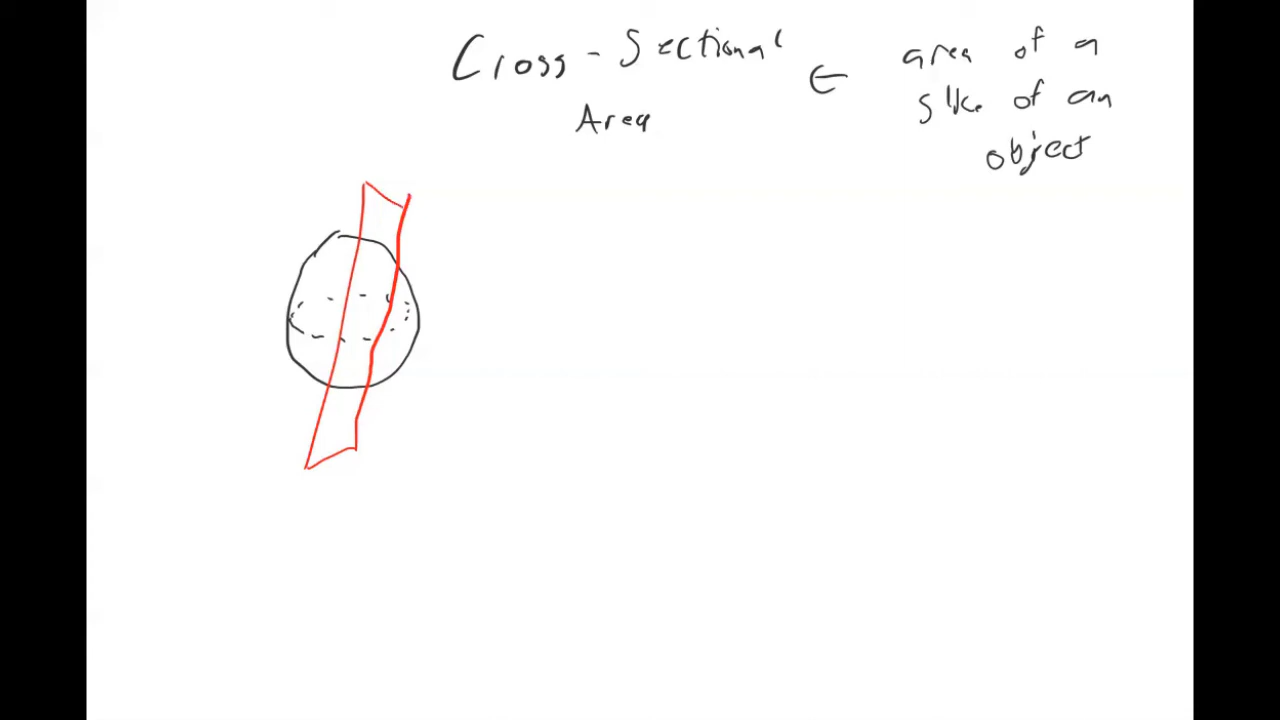 Cross-Sectional
Area
← area of a
slice of an
object